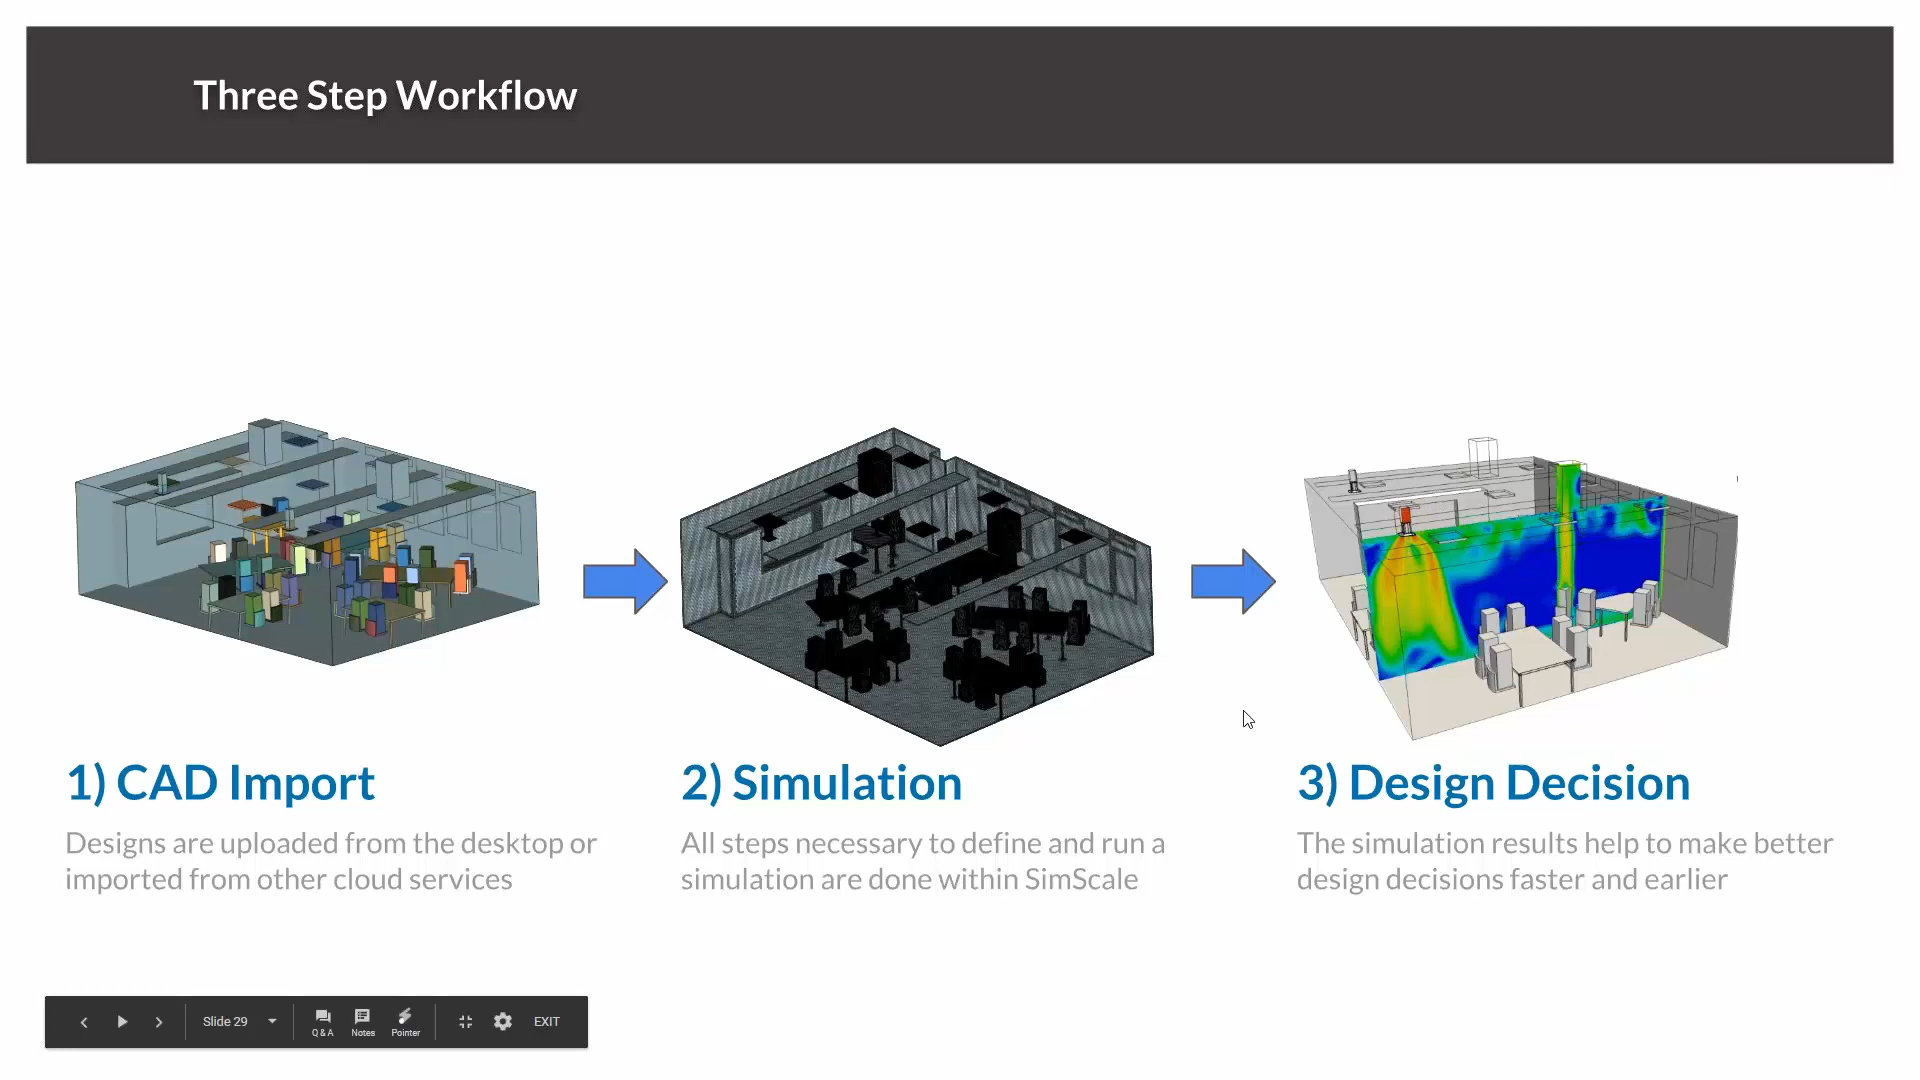 Three Step Workflow
1) CAD Import
Designs are uploaded from the desktop or
imported from other cloud services
2) Simulation
All steps necessary to define and run a
simulation are done within SimScale
3) Design Decision
The simulation results help to make better
design decisions faster and earlier
Slide 29
Q & A
Notes
Pointer
EXIT